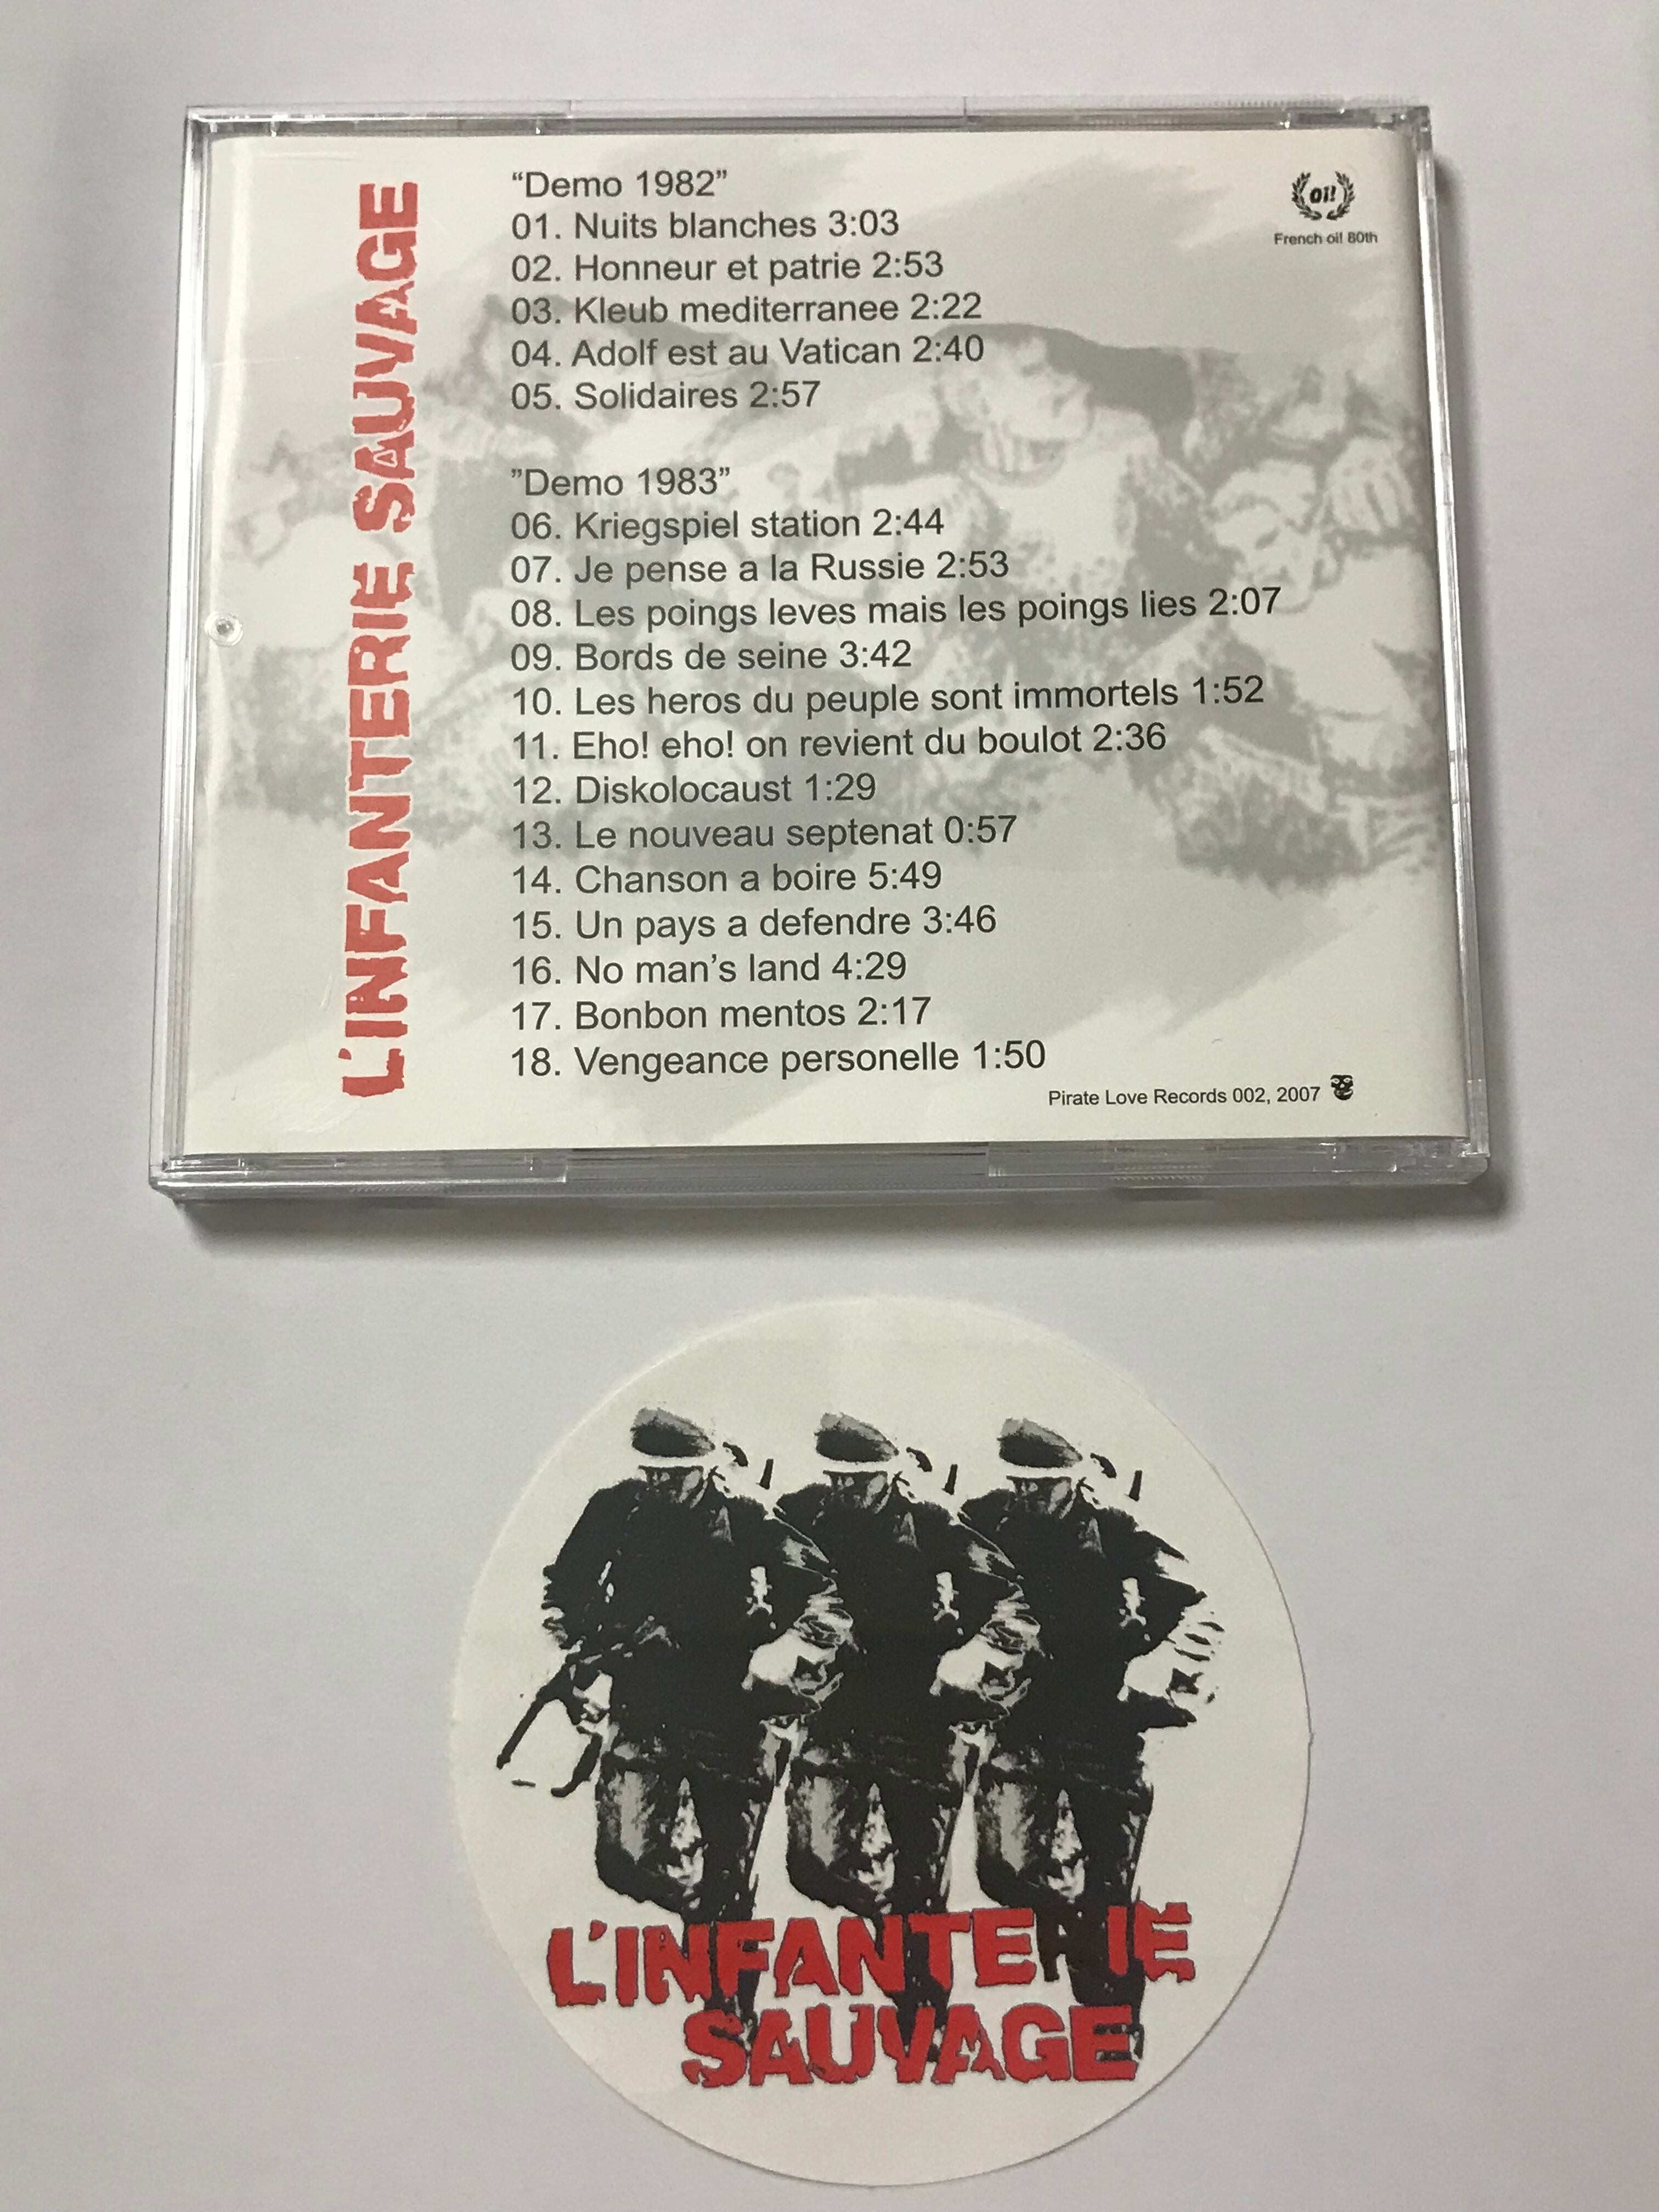 L'INFANTERIE SAUVAGE
“Demo 1982”
01. Nuits blanches 3:03
02. Honneur et patrie 2:53
03. Kleub mediterranee 2:22
04. Adolf est au Vatican 2:40
05. Solidaires 2:57
”Demo 1983”
06. Kriegspiel station 2:44
07. Je pense a la Russie 2:53
08. Les poings leves mais les poings lies 2:07
09. Bords de seine 3:42
10. Les heros du peuple sont immortels 1:52
11. Eho! eho! on revient du boulot 2:36
12. Diskolocaust 1:29
13. Le nouveau septenat 0:57
14. Chanson a boire 5:49
15. Un pays a defendre 3:46
16. No man’s land 4:29
17. Bonbon mentos 2:17
18. Vengeance personelle 1:50
oi!
French oi! 80th
Pirate Love Records 002, 2007
L'INFANTERIE
SAUVAGE